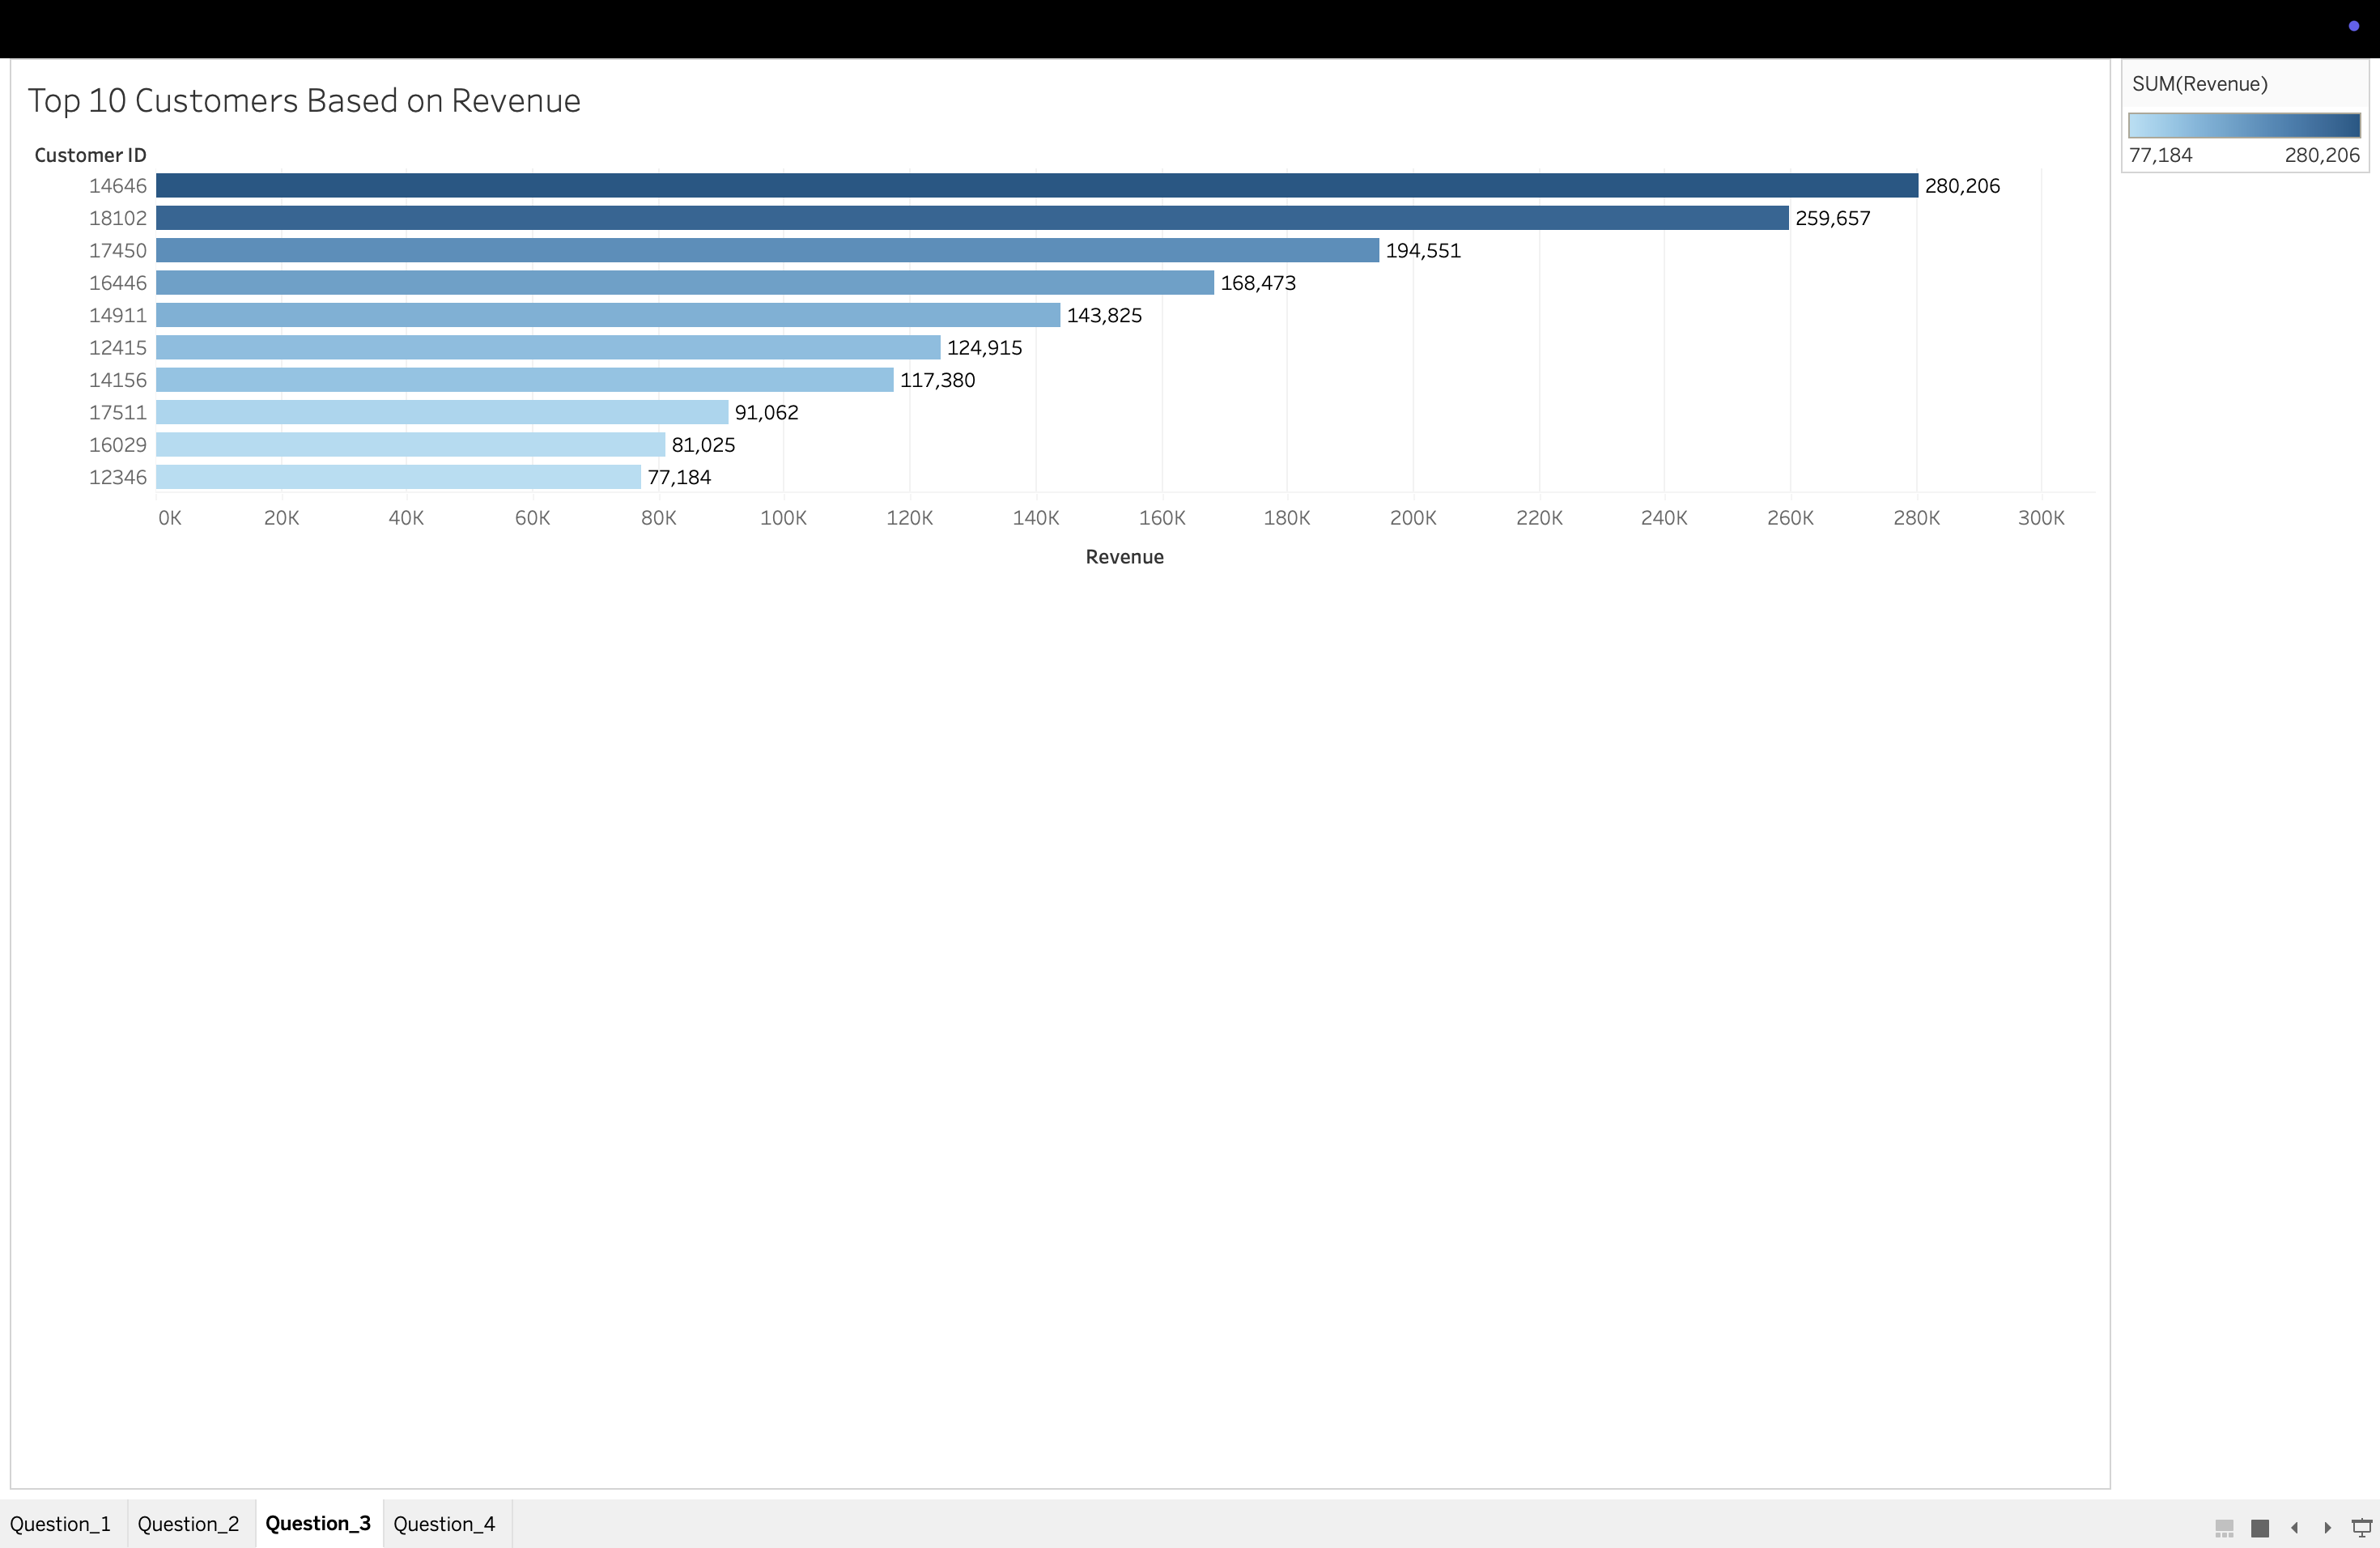 Top 10 Customers Based on Revenue
SUM(Revenue)
77,184 280,206
Customer ID
14646 280,206
18102 259,657
17450 194,551
16446 168,473
14911 143,825
12415 124,915
14156 117,380
17511 91,062
16029 81,025
12346 77,184
0K 20K 40K 60K 80K 100K 120K 140K 160K 180K 200K 220K 240K 260K 280K 300K
Revenue
Question_1 Question_2 Question_3 Question_4